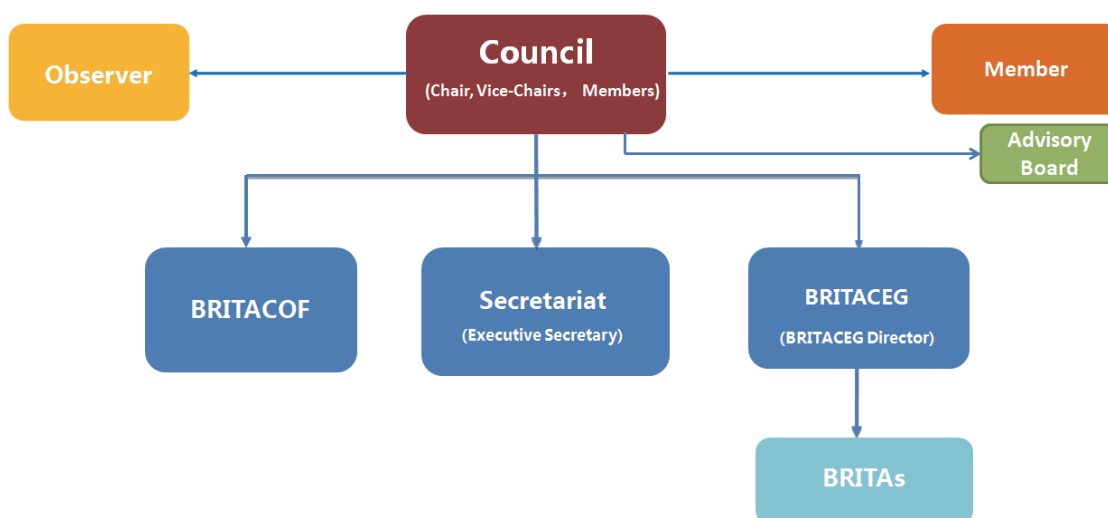 Observer
Council
(Chair, Vice-Chairs， Members)
Member
Advisory
Board
BRITACOF
Secretariat
(Executive Secretary)
BRITACEG
(BRITACEG Director)
BRITAs